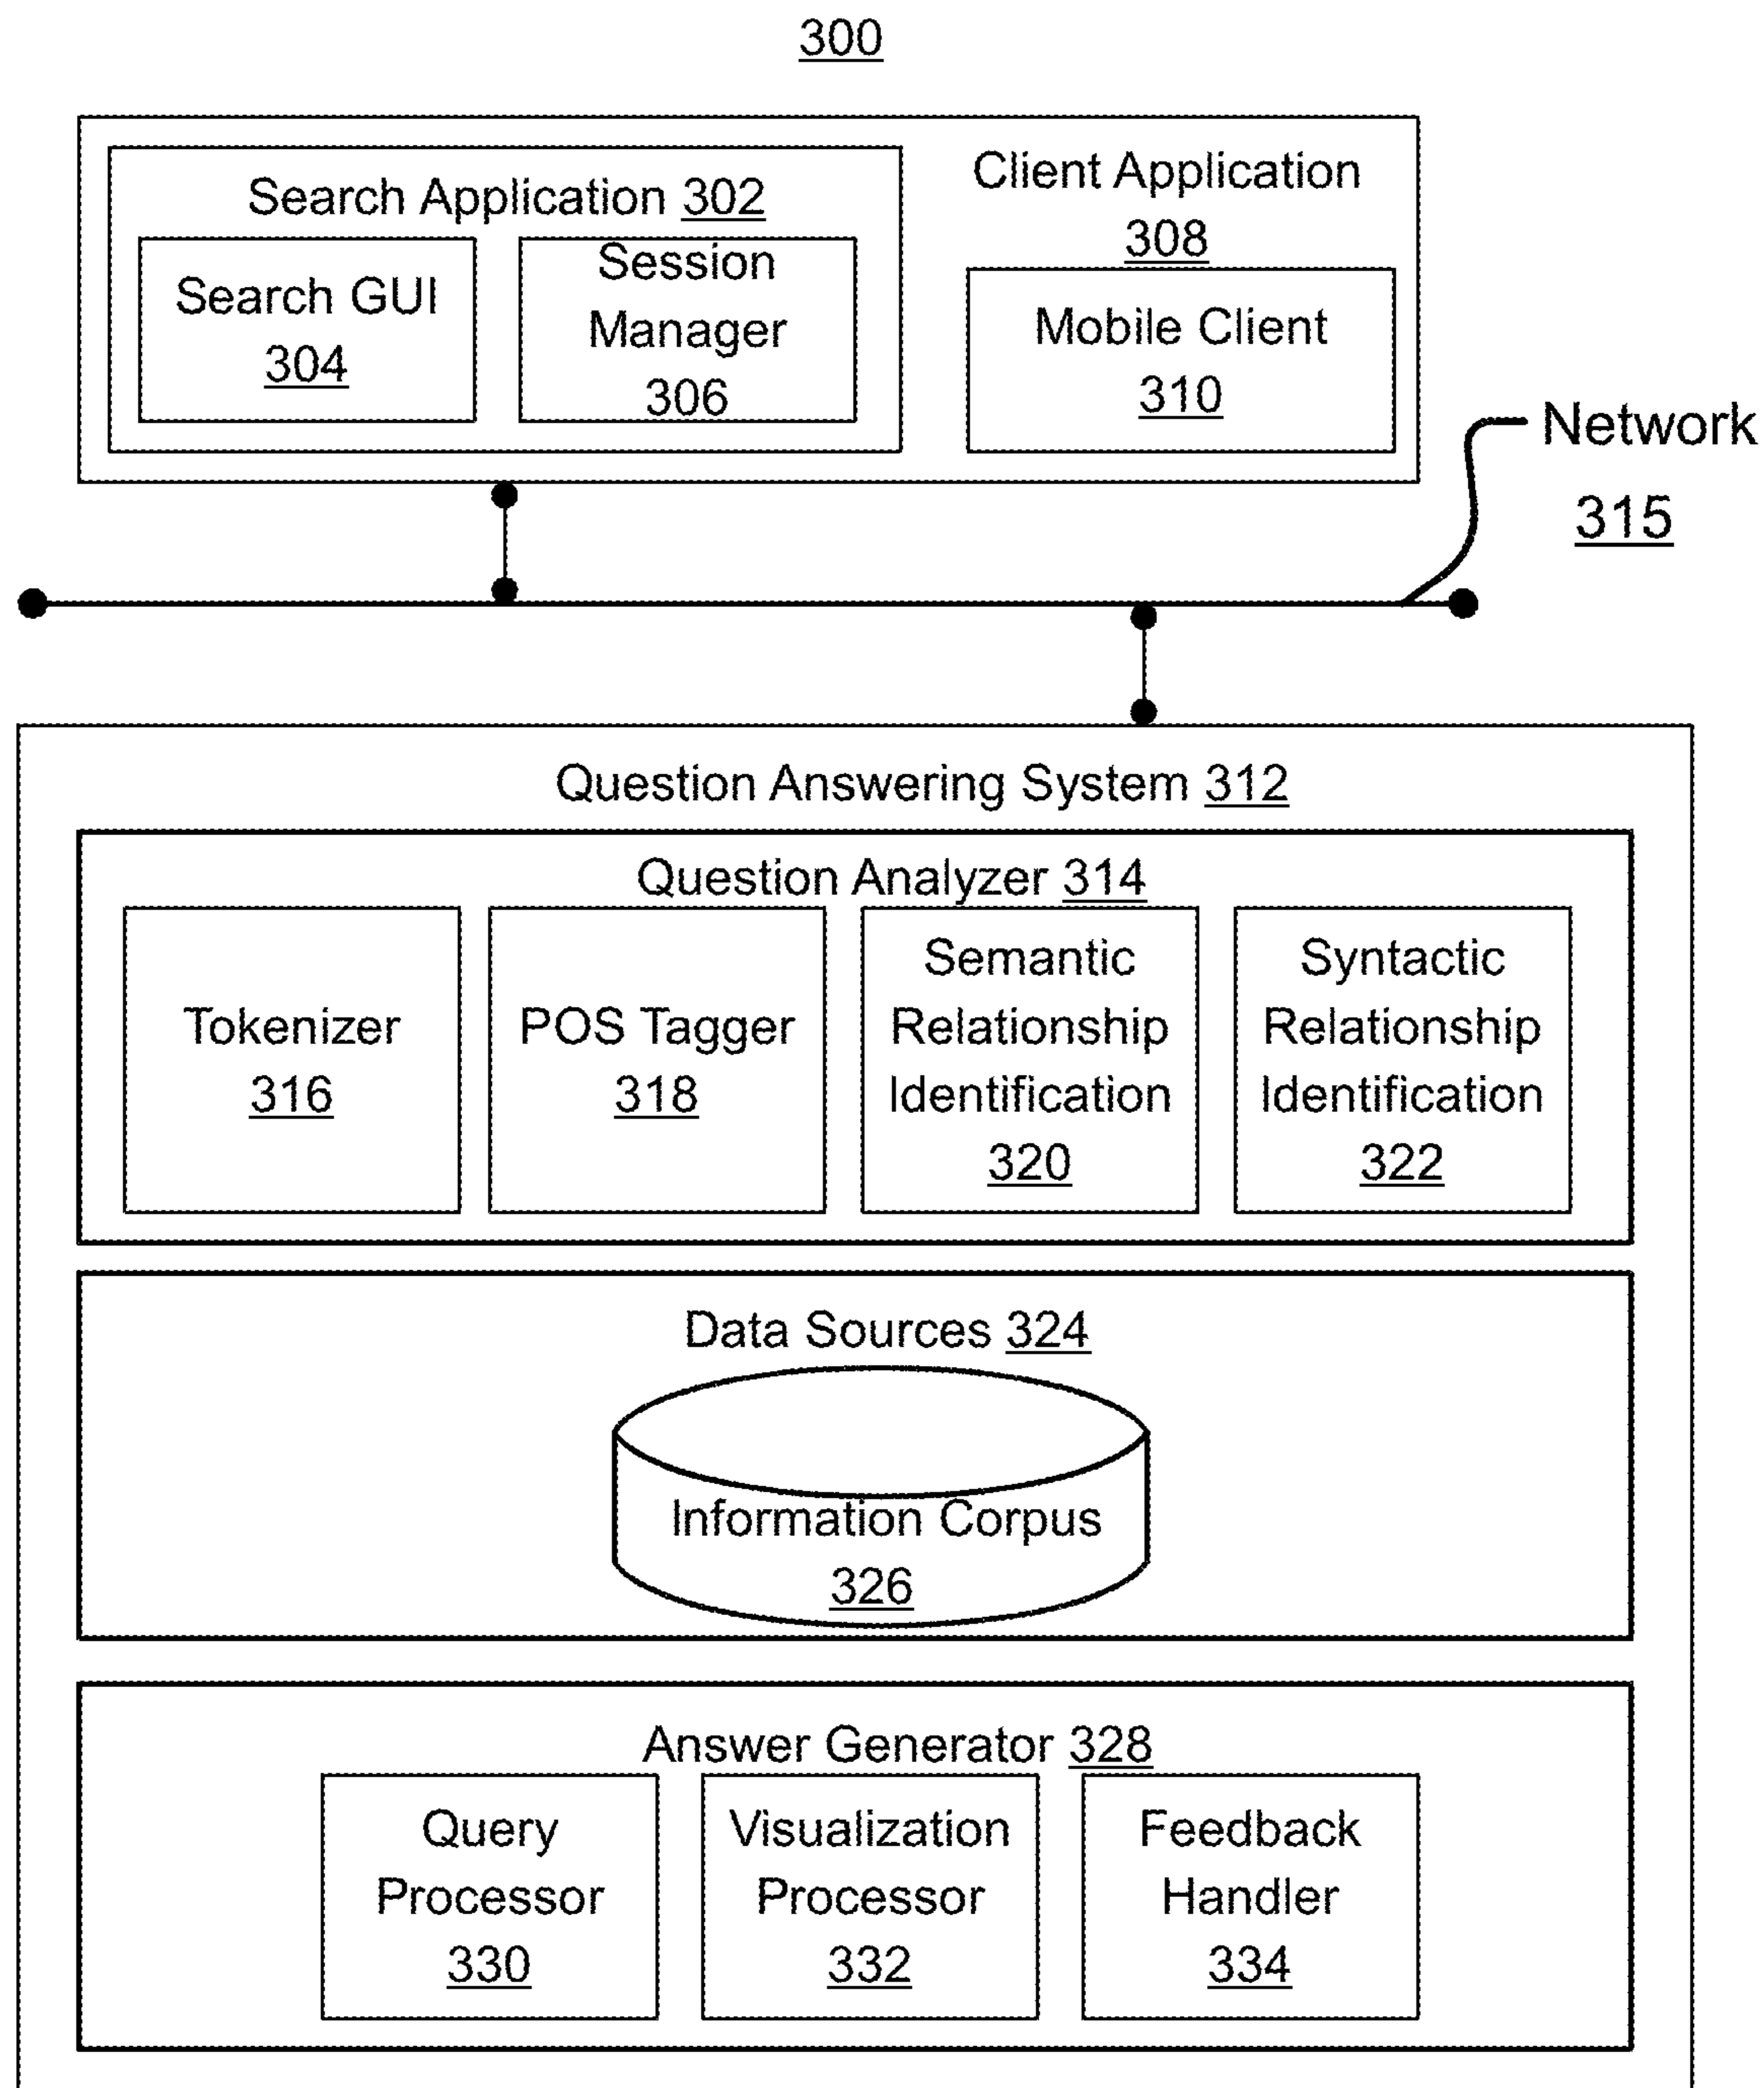 300
Search Application 302
Search GUI
304
Session
Manager
306
Client Application
308
Mobile Client
310
Network
315
Question Answering System 312
Question Analyzer 314
Tokenizer
316
POS Tagger
318
Semantic
Relationship
Identification
320
Syntactic
Relationship
Identification
322
Data Sources 324
Information Corpus
326
Answer Generator 328
Query
Processor
330
Visualization
Processor
332
Feedback
Handler
334